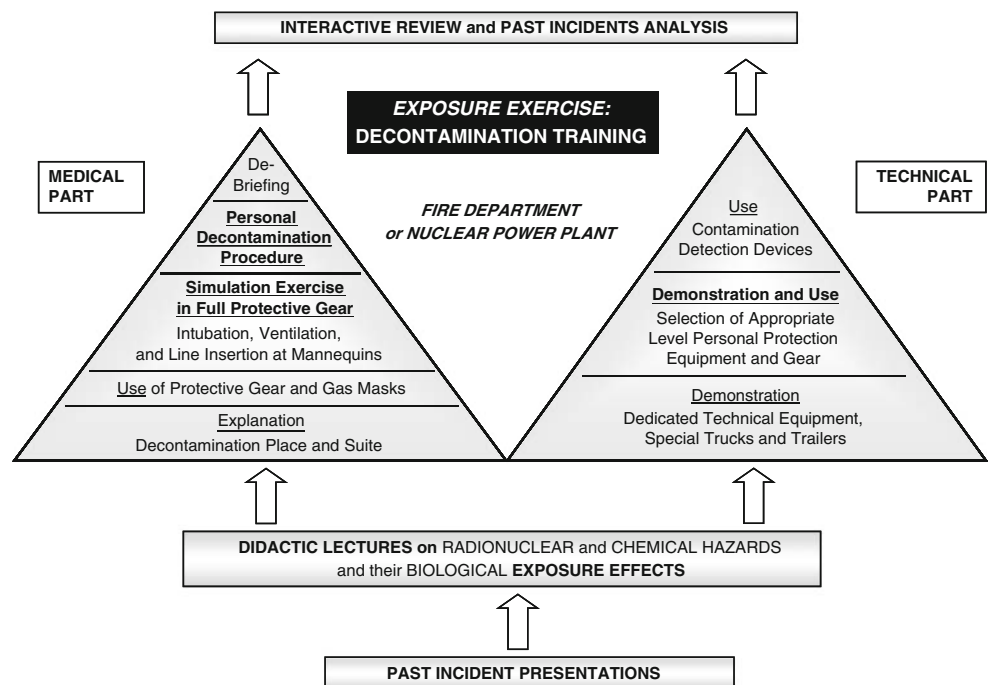 INTERACTIVE REVIEW and PAST INCIDENTS ANALYSIS
EXPOSURE EXERCISE:
DECONTAMINATION TRAINING
MEDICAL
PART
TECHNICAL
PART
FIRE DEPARTMENT
or NUCLEAR POWER PLANT
De-
Briefing
Personal
Decontamination
Procedure
Simulation Exercise
in Full Protective Gear
Intubation, Ventilation,
and Line Insertion at Mannequins
Use of Protective Gear and Gas Masks
Explanation
Decontamination Place and Suite
Use
Contamination
Detection Devices
Demonstration and Use
Selection of Appropriate
Level Personal Protection
Equipment and Gear
Demonstration
Dedicated Technical Equipment,
Special Trucks and Trailers
DIDACTIC LECTURES on RADIONUCLEAR and CHEMICAL HAZARDS
and their BIOLOGICAL EXPOSURE EFFECTS
PAST INCIDENT PRESENTATIONS